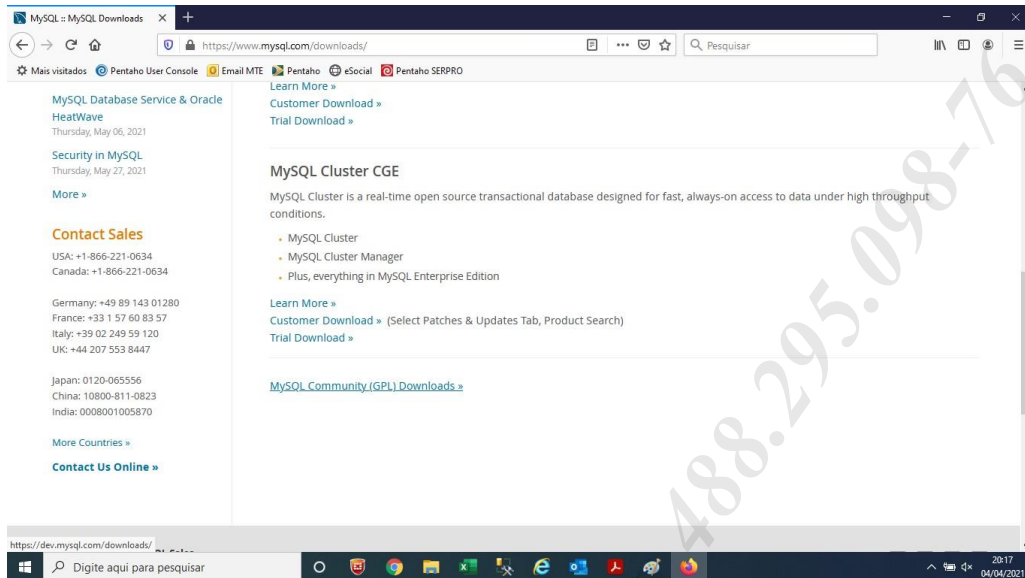 MySQL :: MySQL Downloads
https://www.mysql.com/downloads/
Pesquisar
Mais visitados
Pentaho User Console
Email MTE
Pentaho
eSocial
Pentaho SERPRO
MySQL Database Service & Oracle
HeatWave
Thursday, May 06, 2021
Security in MySQL
Thursday, May 27, 2021
More »
Contact Sales
USA: +1-866-221-0634
Canada: +1-866-221-0634
Germany: +49 89 143 01280
France: +33 1 57 60 83 57
Italy: +39 02 249 59 120
UK: +44 207 553 8447
Japan: 0120-065556
China: 10800-811-0823
India: 0008001005870
More Countries »
Contact Us Online »
Learn More »
Customer Download »
Trial Download »
MySQL Cluster CGE
MySQL Cluster is a real-time open source transactional database designed for fast, always-on access to data under high throughput
conditions.
MySQL Cluster
MySQL Cluster Manager
Plus, everything in MySQL Enterprise Edition
Learn More »
Customer Download » (Select Patches & Updates Tab, Product Search)
Trial Download »
MySQL Community (GPL) Downloads »
488.295.098-76
https://dev.mysql.com/downloads/
Digite aqui para pesquisar
20:17
04/04/2021